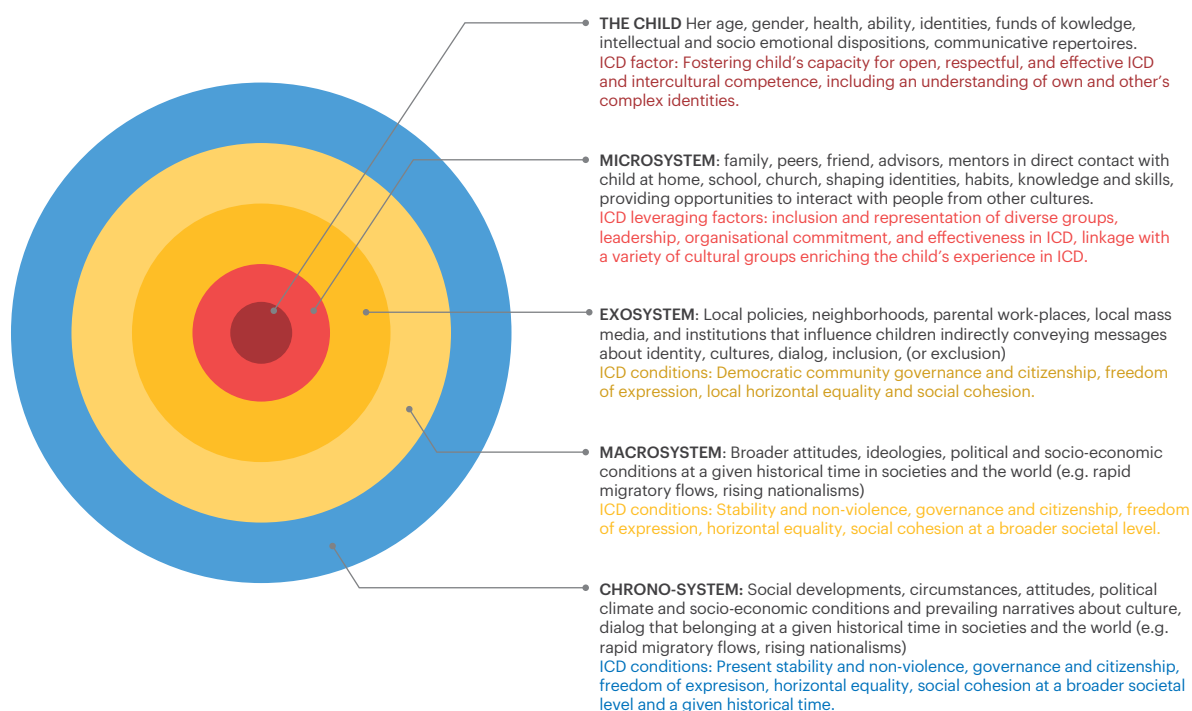 THE CHILD Her age, gender, health, ability, identities, funds of kowledge,
intellectual and socio emotional dispositions, communicative repertoires.
ICD factor: Fostering child's capacity for open, respectful, and effective ICD
and intercultural competence, including an understanding of own and other's
complex identities.
MICROSYSTEM: family, peers, friend, advisors, mentors in direct contact with
child at home, school, church, shaping identities, habits, knowledge and skills,
providing opportunities to interact with people from other cultures.
ICD leveraging factors: inclusion and representation of diverse groups,
leadership, organisational commitment, and effectiveness in ICD, linkage with
a variety of cultural groups enriching the child's experience in ICD.
EXOSYSTEM: Local policies, neighborhoods, parental work-places, local mass
media, and institutions that influence children indirectly conveying messages
about identity, cultures, dialog, inclusion, (or exclusion)
ICD conditions: Democratic community governance and citizenship, freedom
of expression, local horizontal equality and social cohesion.
MACROSYSTEM: Broader attitudes, ideologies, political and socio-economic
conditions at a given historical time in societies and the world (e.g. rapid
migratory flows, rising nationalisms)
ICD conditions: Stability and non-violence, governance and citizenship, freedom
of expression, horizontal equality, social cohesion at a broader societal level.
CHRONO-SYSTEM: Social developments, circumstances, attitudes, political
climate and socio-economic conditions and prevailing narratives about culture,
dialog that belonging at a given historical time in societies and the world (e.g.
rapid migratory flows, rising nationalisms)
ICD conditions: Present stability and non-violence, governance and citizenship,
freedom of expresison, horizontal equality, social cohesion at a broader societal
level and a given historical time.